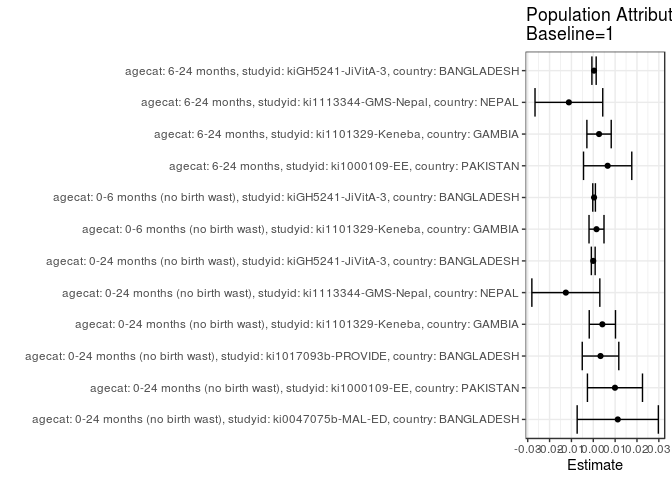 Population Attribut
Baseline=1
agecat: 6-24 months, studyid: kiGH5241-JiVitA-3, country: BANGLADESH
agecat: 6-24 months, studyid: ki1113344-GMS-Nepal, country: NEPAL
agecat: 6-24 months, studyid: ki1101329-Keneba, country: GAMBIA
agecat: 6-24 months, studyid: ki1000109-EE, country: PAKISTAN
agecat: 0-6 months (no birth wast), studyid: kiGH5241-JiVitA-3, country: BANGLADESH
agecat: 0-6 months (no birth wast), studyid: ki1101329-Keneba, country: GAMBIA
agecat: 0-24 months (no birth wast), studyid: kiGH5241-JiVitA-3, country: BANGLADESH
agecat: 0-24 months (no birth wast), studyid: ki1113344-GMS-Nepal, country: NEPAL
agecat: 0-24 months (no birth wast), studyid: ki1101329-Keneba, country: GAMBIA
agecat: 0-24 months (no birth wast), studyid: ki1017093b-PROVIDE, country: BANGLADESH
agecat: 0-24 months (no birth wast), studyid: ki1000109-EE, country: PAKISTAN
agecat: 0-24 months (no birth wast), studyid: ki0047075b-MAL-ED, country: BANGLADESH
-0.03 -0.02 -0.01 0.00 0.01 0.02 0.03
Estimate